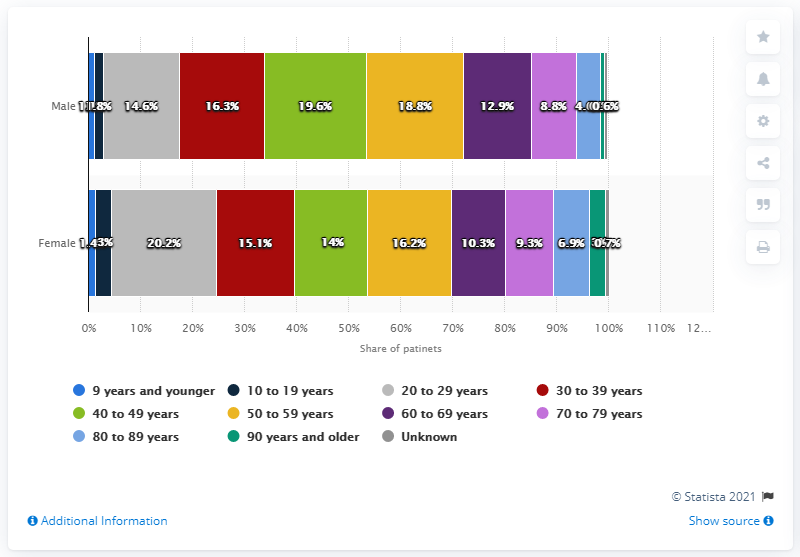 Male 1.8% 14.6% 16.3% 19.6% 18.8% 12.9% 8.8% 0.6%
Female 1.4% 3% 20.2% 15.1% 14% 16.2% 10.3% 9.3% 6.9% 0.7%
0% 10% 20% 30% 40% 50% 60% 70% 80% 90% 100% 110% 12...
Share of patinets
9 years and younger 10 to 19 years 20 to 29 years 30 to 39 years
40 to 49 years 50 to 59 years 60 to 69 years 70 to 79 years
80 to 89 years 90 years and older Unknown
© Statista 2021
Additional Information Show source